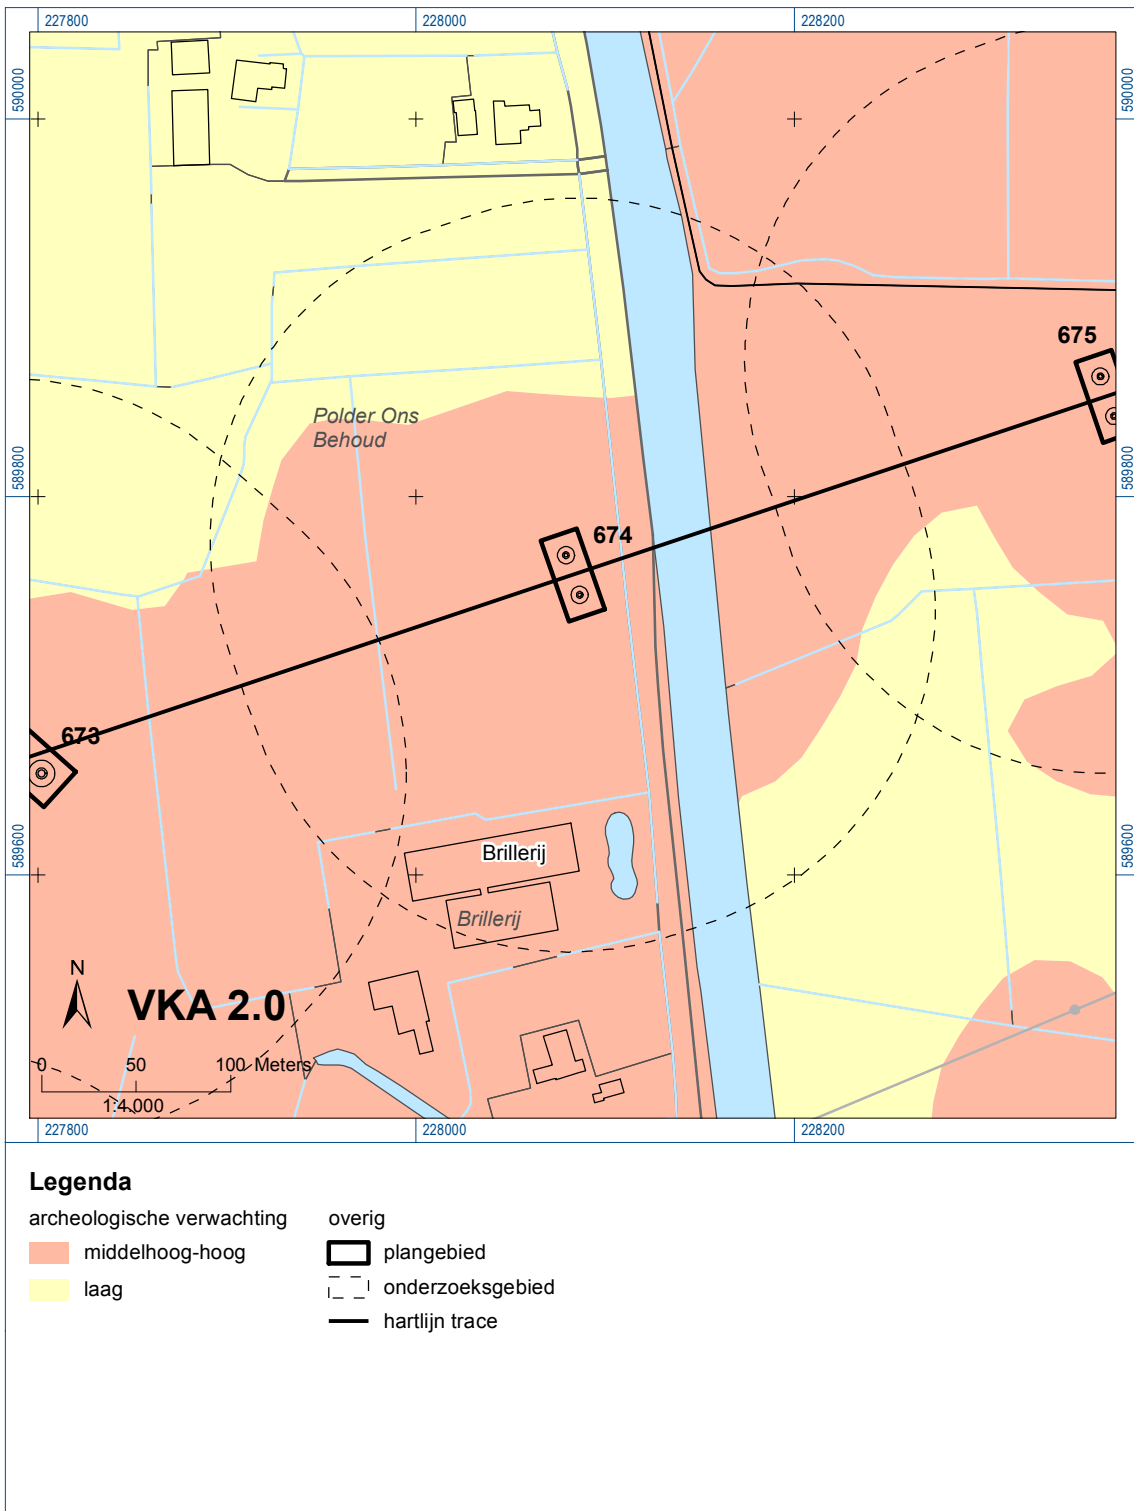 227800
228000
228200
590000
590000
675
Polder Ons
Behoud
589800
589800
674
673
589600
589600
Brillerij
Brillerij
N
VKA 2.0
0
50
100 Meters
1:4.000
227800
228000
228200
Legenda
archeologische verwachting
overig
middelhoog-hoog
plangebied
laag
onderzoeksgebied
hartlijn trace